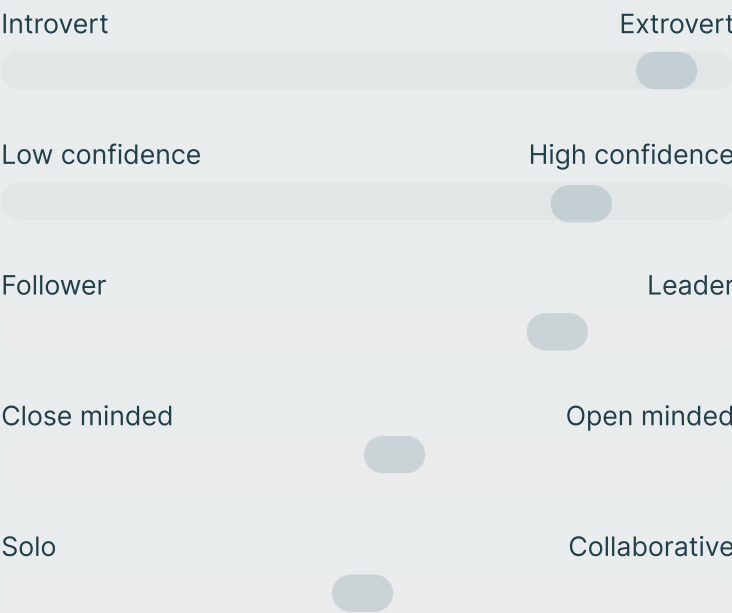 Introvert Extrovert
Low confidence High confidence
Follower Leader
Close minded Open minded
Solo Collaborative